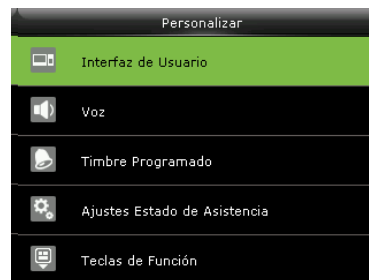 Personalizar
Interfaz de Usuario
Voz
Timbre Programado
Ajustes Estado de Asistencia
Teclas de Función